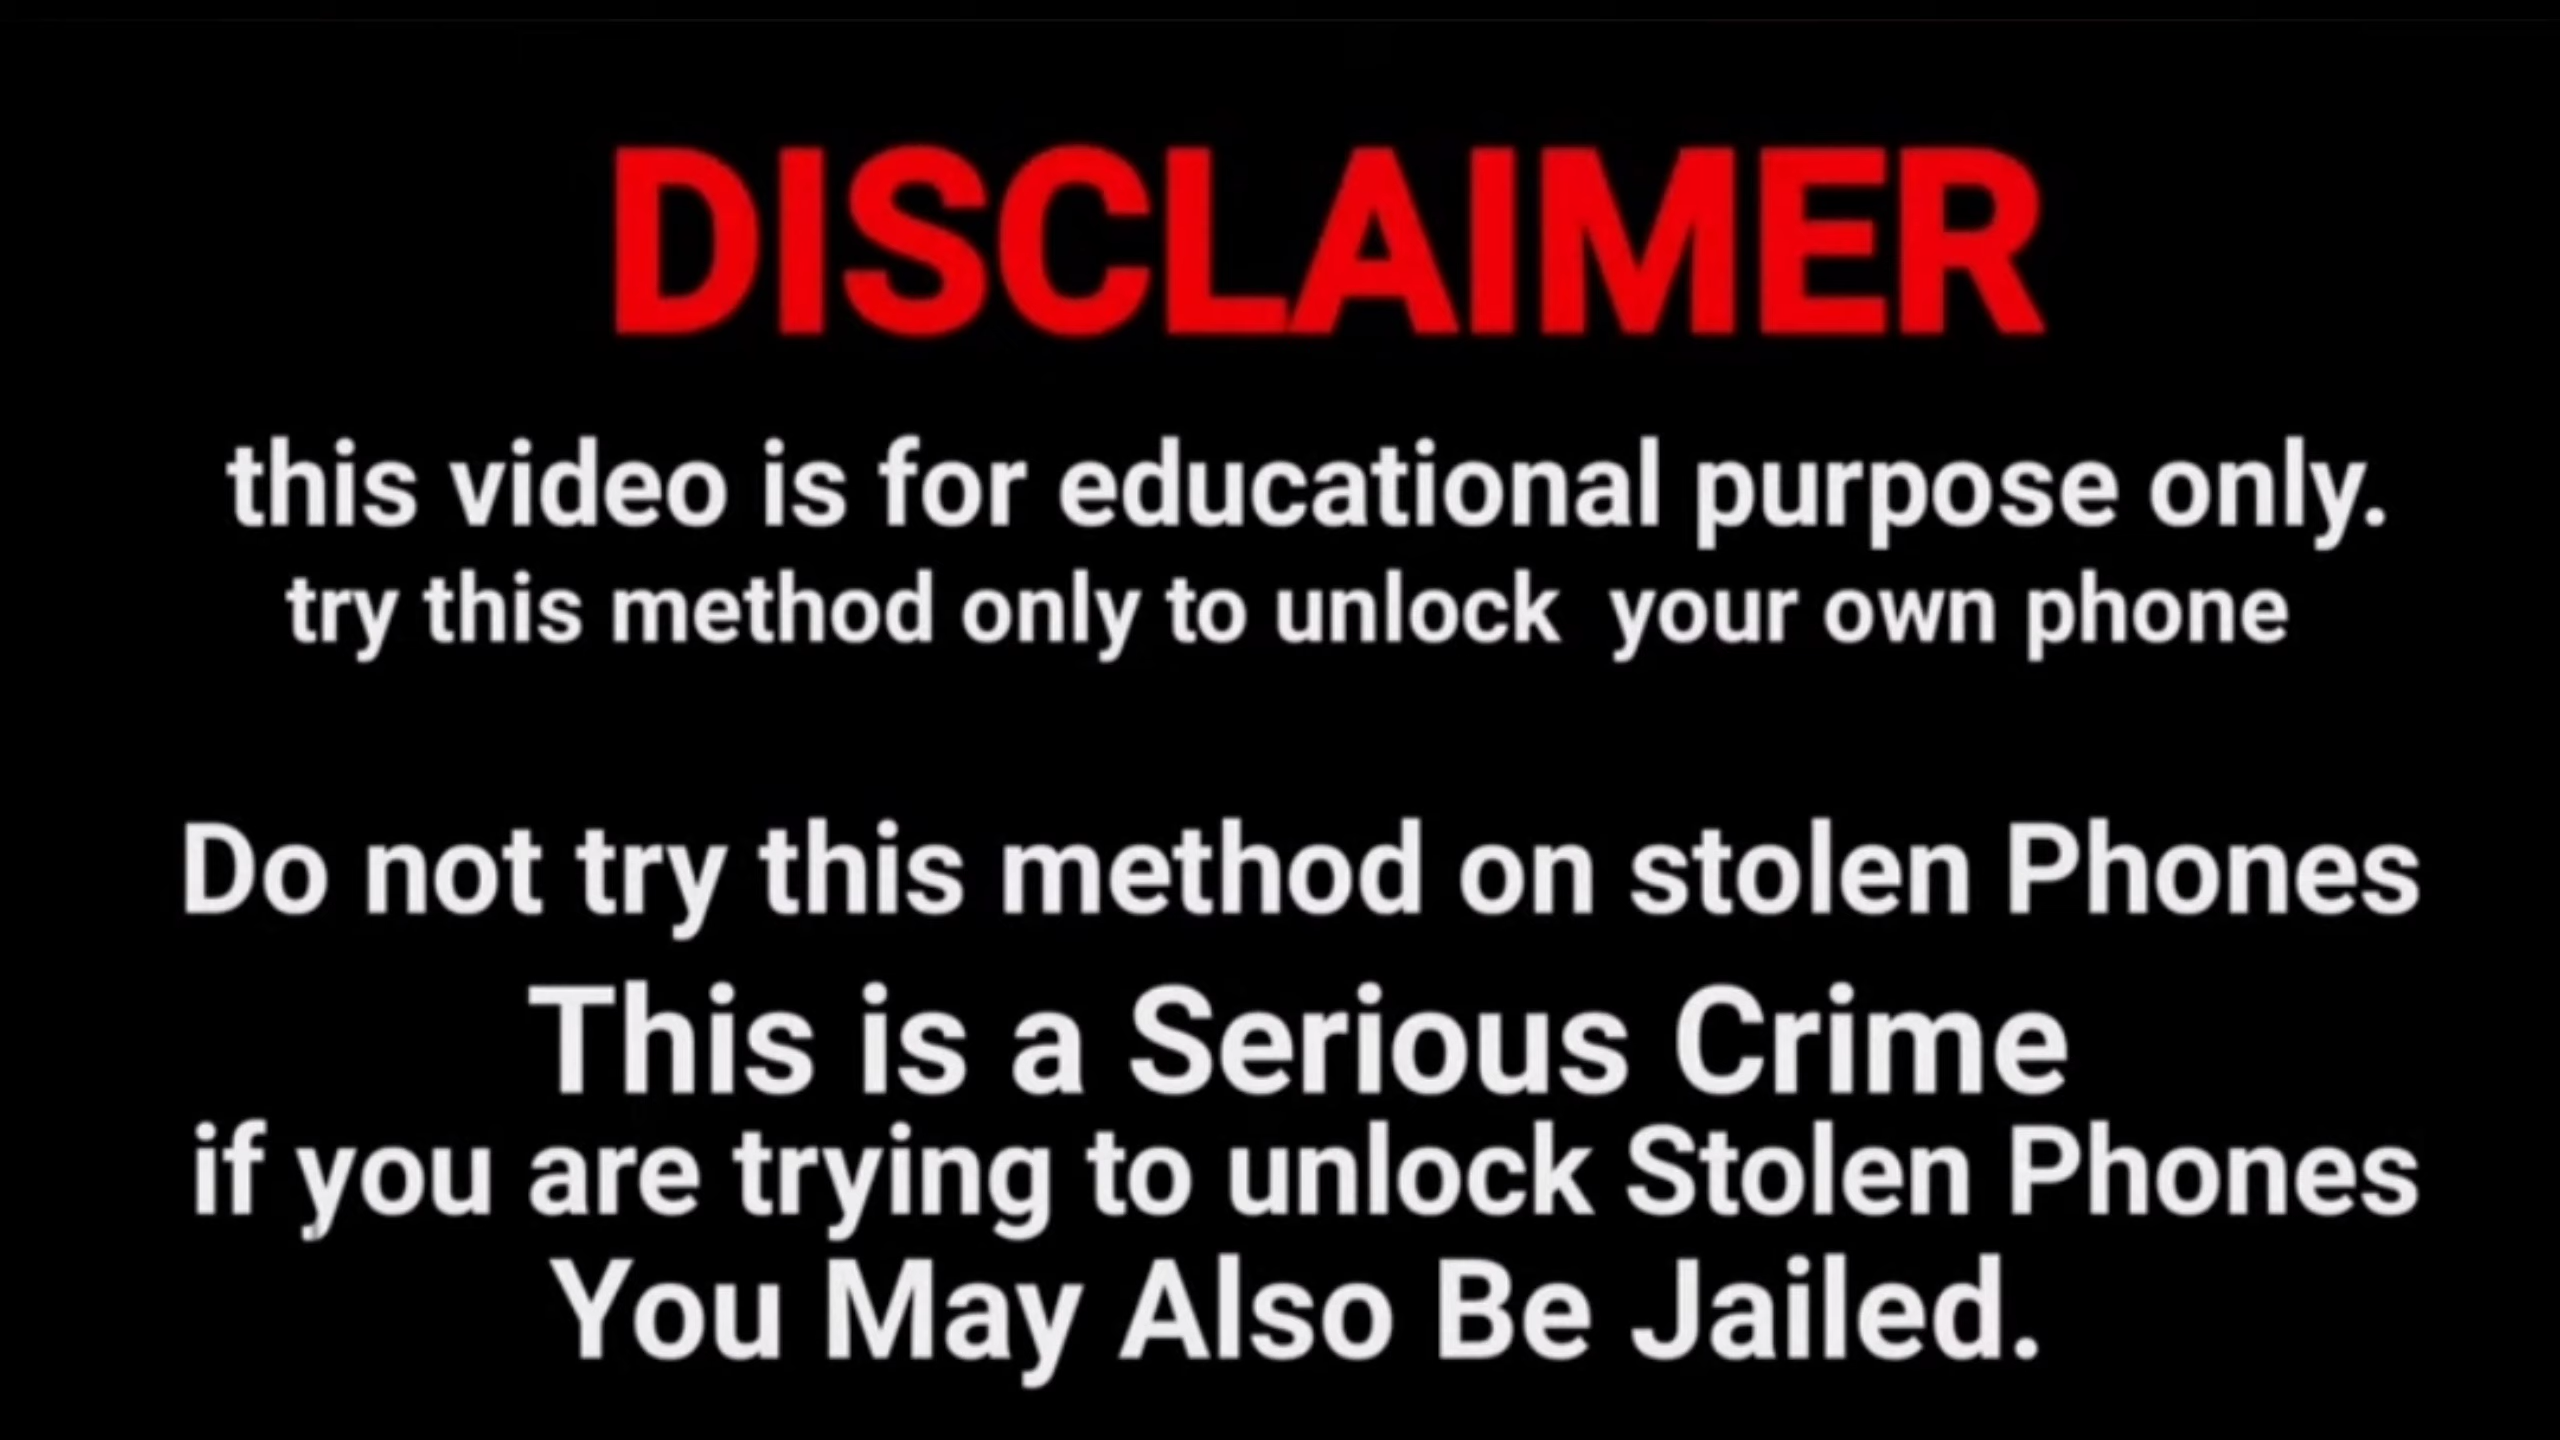 DISCLAIMER
this video is for educational purpose only.
try this method only to unlock your own phone
Do not try this method on stolen Phones
This is a Serious Crime
if you are trying to unlock Stolen Phones
You May Also Be Jailed.